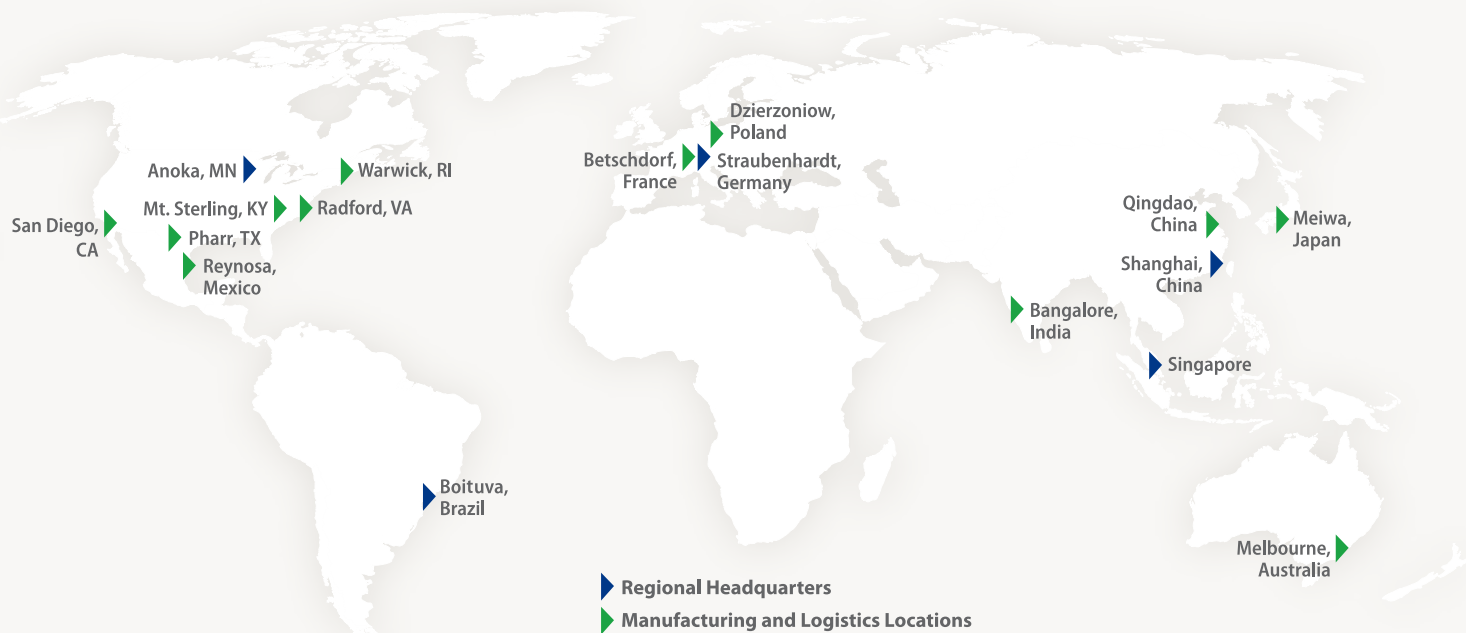 Anoka, MN
Warwick, RI
Mt. Sterling, KY
Radford, VA
San Diego,
CA
Pharr, TX
Reynosa,
Mexico
Boituva,
Brazil
Dzierzoniow,
Poland
Betschdorf,
France
Straubenhardt,
Germany
Qingdao,
China
Meiwa,
Japan
Shanghai,
China
Bangalore,
India
Singapore
Melbourne,
Australia
Regional Headquarters
Manufacturing and Logistics Locations